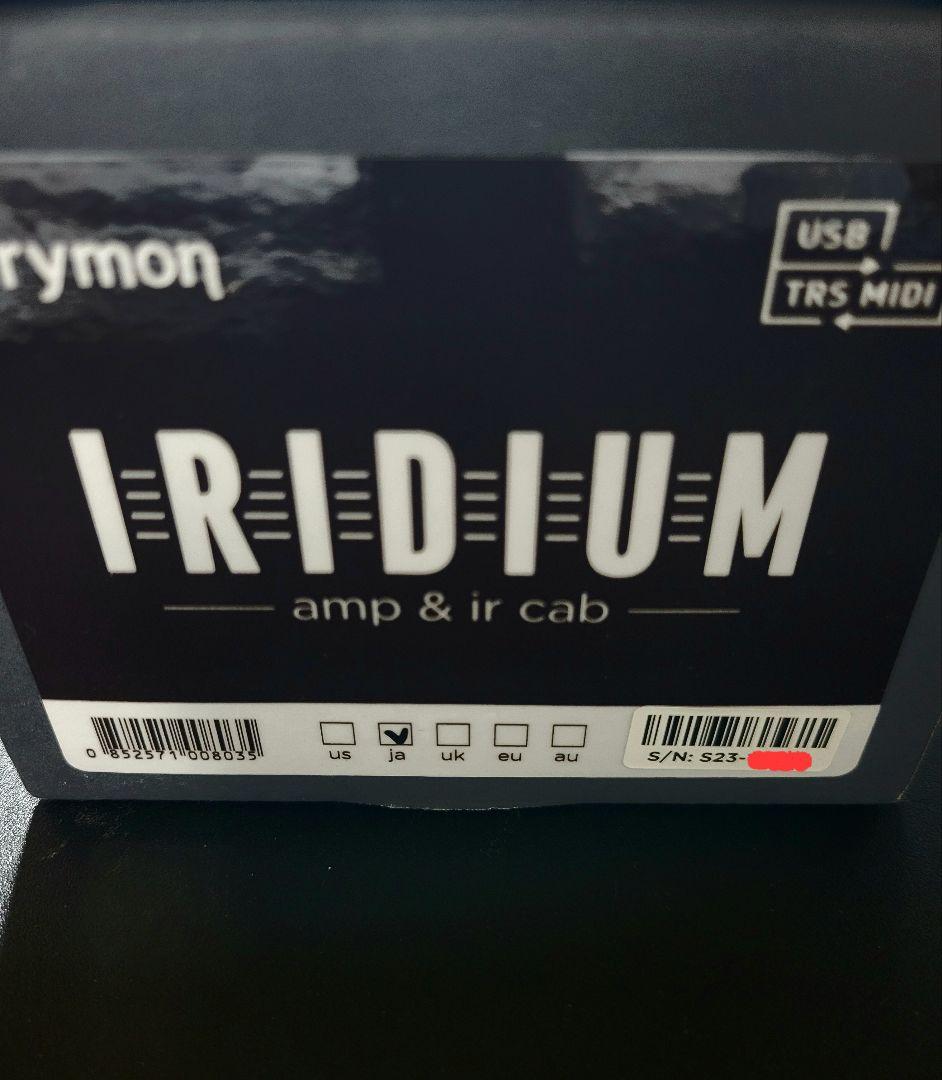 rymon
USB
TRS MIDI
IRIDIUM
amp & ir cab
0 852571 008035
us ja uk eu au
S/N: S23-